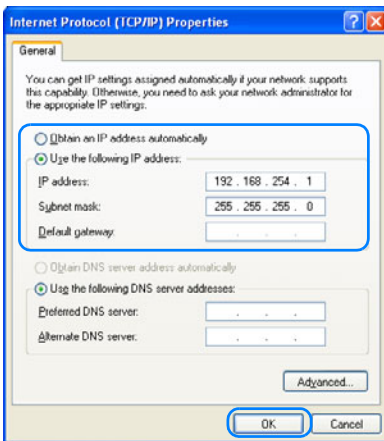 Internet Protocol (TCP/IP) Properties
General
You can get IP settings assigned automatically if your network supports
this capability. Otherwise, you need to ask your network administrator for
the appropriate IP settings.
Obtain an IP address automatically
Use the following IP address:
IP address: 192 . 168 . 254 . 1
Subnet mask: 255 . 255 . 255 . 0
Default gateway: . . .
Obtain DNS server address automatically
Use the following DNS server addresses:
Preferred DNS server: . . .
Alternate DNS server: . . .
Advanced...
OK Cancel